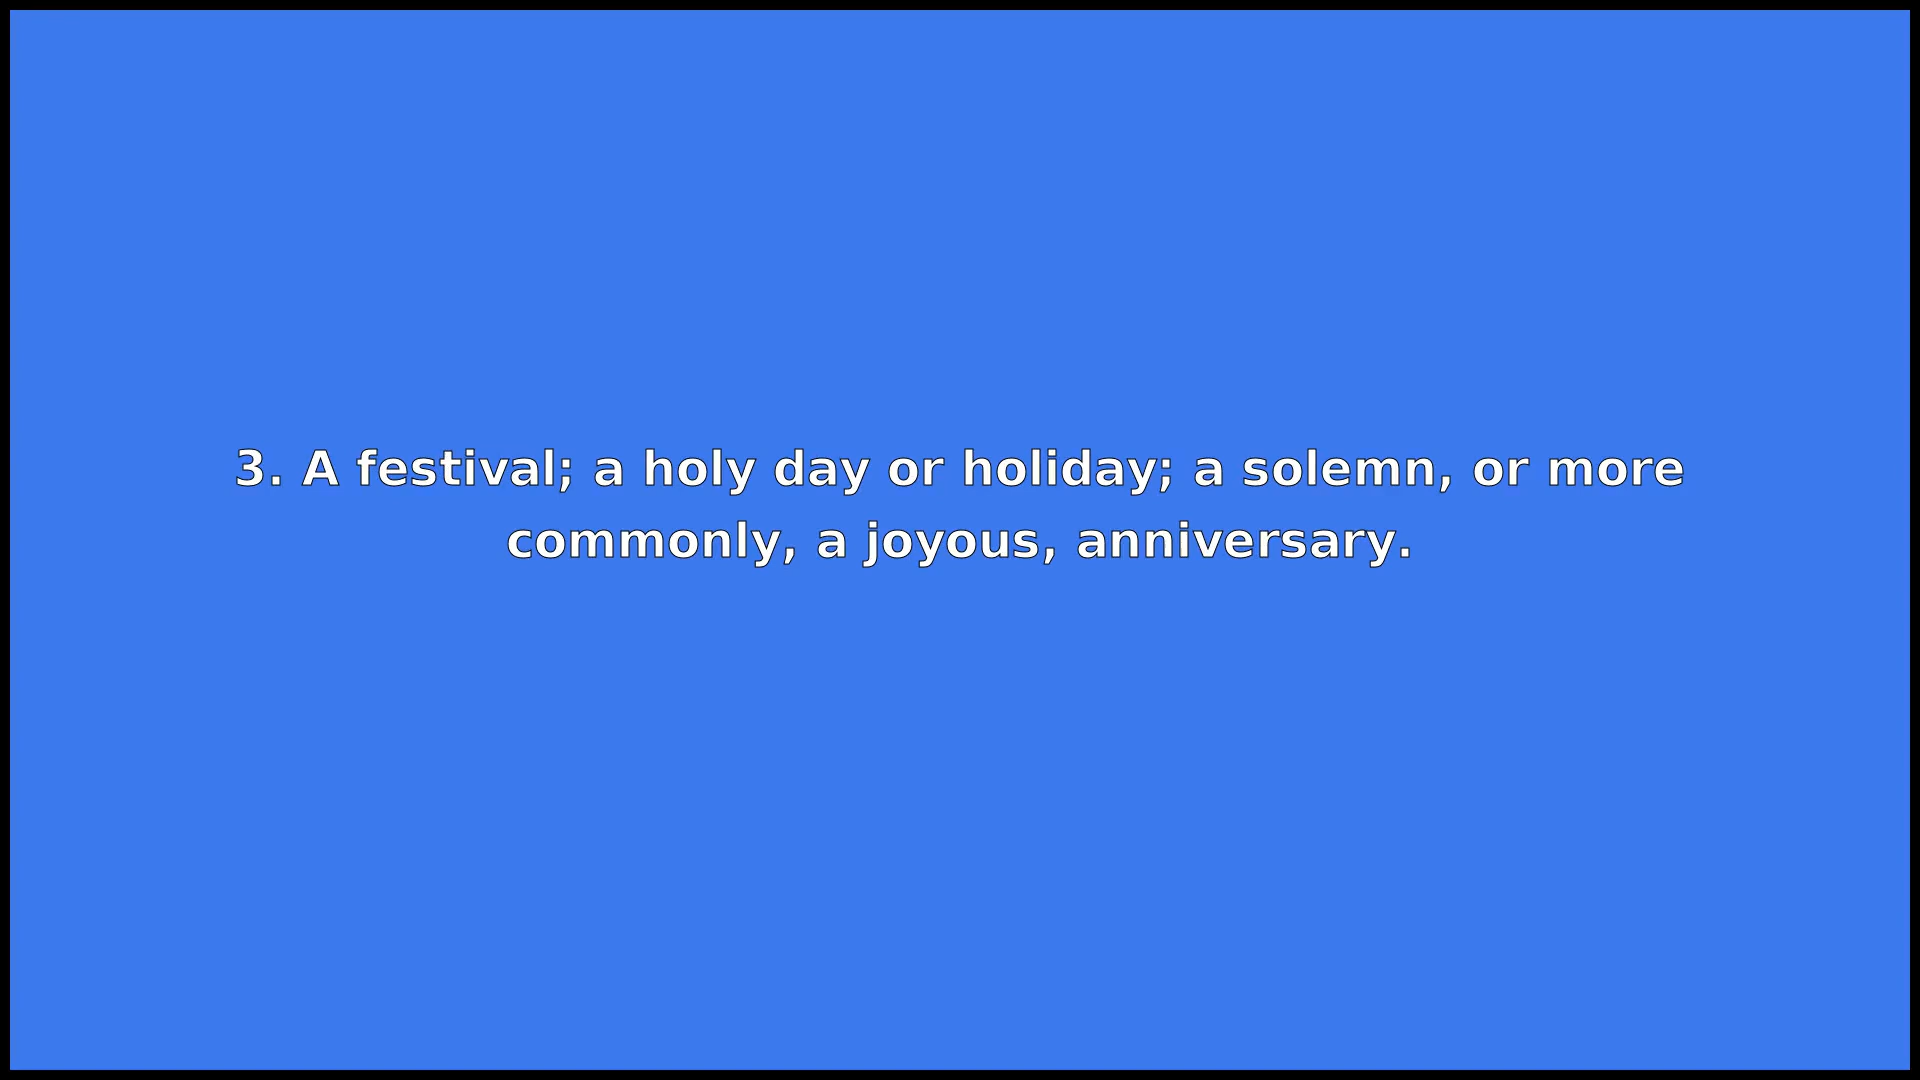 3. A festival; a holy day or holiday; a solemn, or more
commonly, a joyous, anniversary.